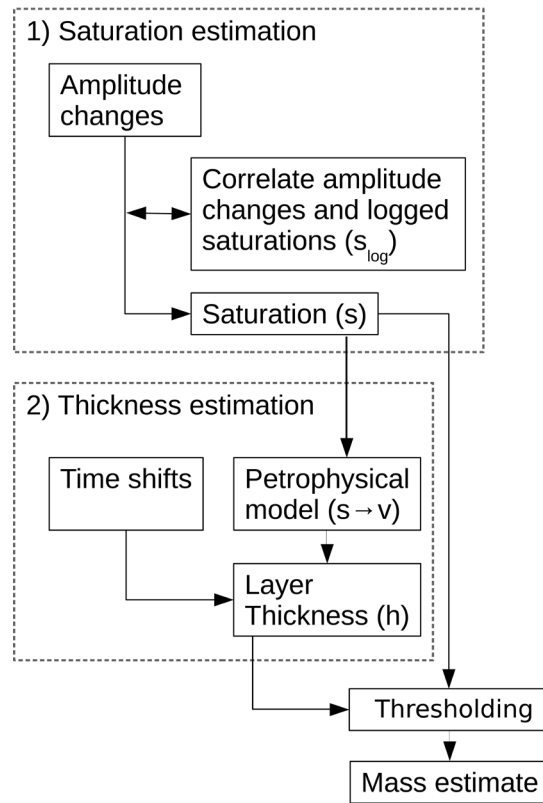 1) Saturation estimation
Amplitude
changes
Correlate amplitude
changes and logged
saturations (slog)
Saturation (s)
2) Thickness estimation
Time shifts
Petrophysical
model (s→v)
Layer
Thickness (h)
Thresholding
Mass estimate